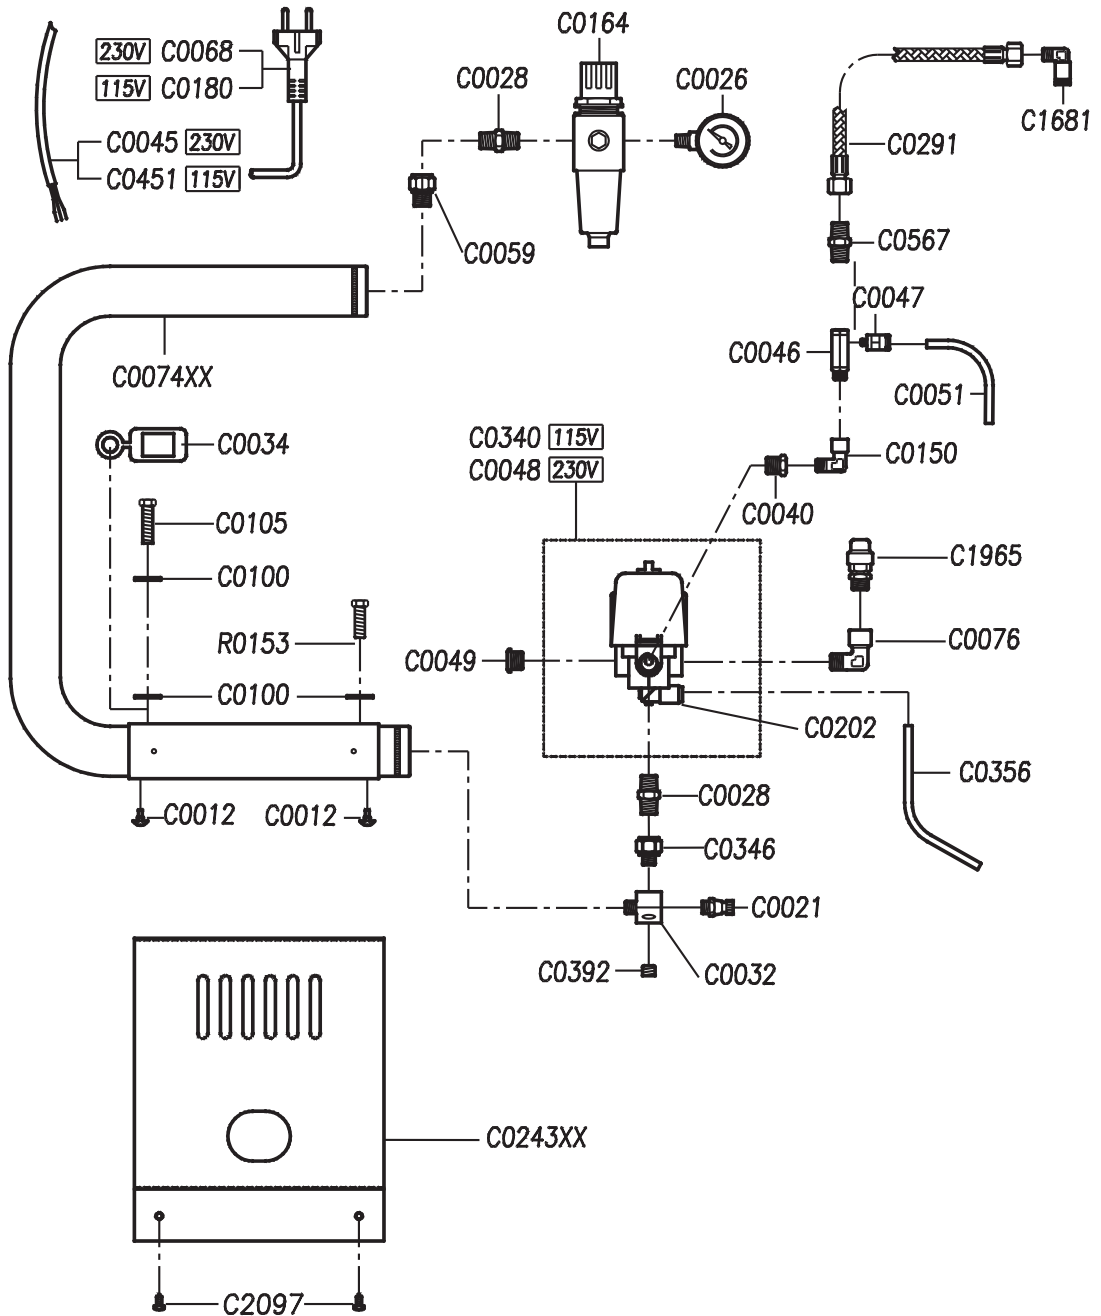 C0164
230V C0068
115V C0180
C0028
C0026
C1681
C0045 230V
C0451 115V
C0291
C0059
C0567
C0047
C0046
C0074XX
C0051
C0034
C0340 115V
C0048 230V
C0150
C0040
C0105
C1965
C0100
R0153
C0049
C0076
C0100
C0202
C0356
C0012
C0012
C0028
C0346
C0021
C0392
C0032
C0243XX
C2097